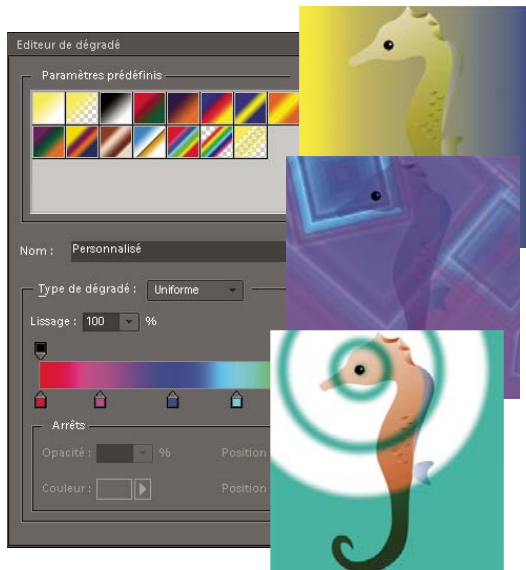 Editeur de dégradé
Paramètres prédéfinis
Nom : Personnalisé
Type de dégradé : Uniforme
Lissage : 100 %
Arrêts
Opacité : % Position
Couleur : Position